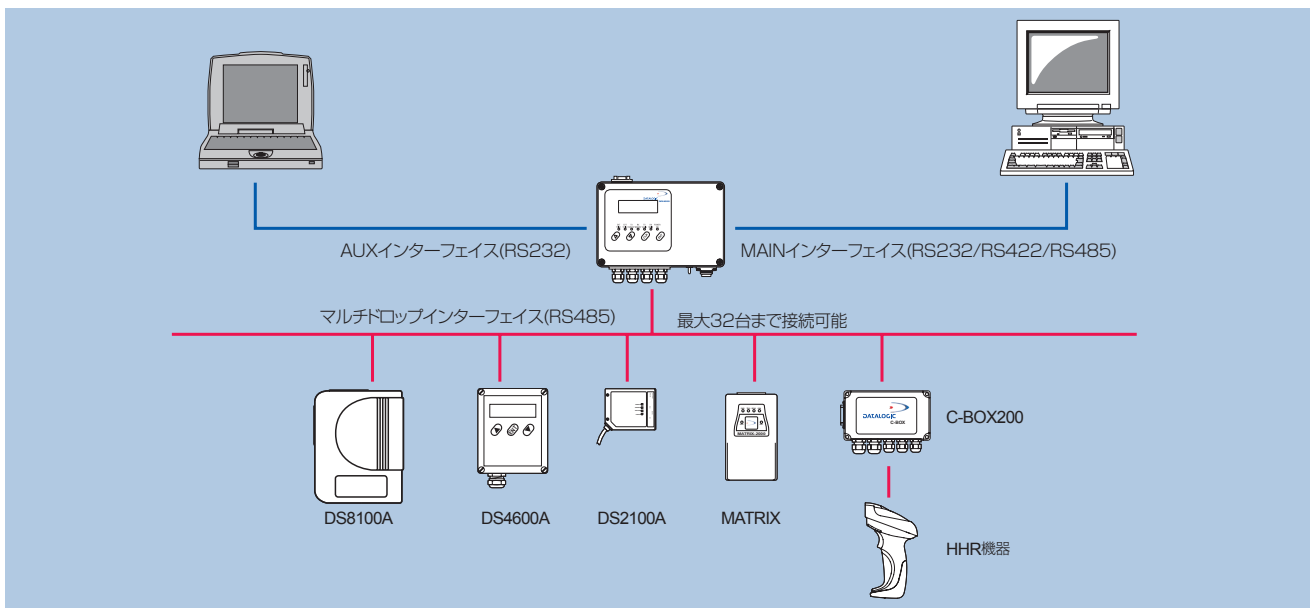 DATALOGIC
AUXインターフェイス(RS232)
MAINインターフェイス(RS232/RS422/RS485)
マルチドロップインターフェイス(RS485)
最大32台まで接続可能
MATRIX 2000
DATALOGIC
C-BOX
C-BOX200
DS8100A
DS4600A
DS2100A
MATRIX
HHR機器